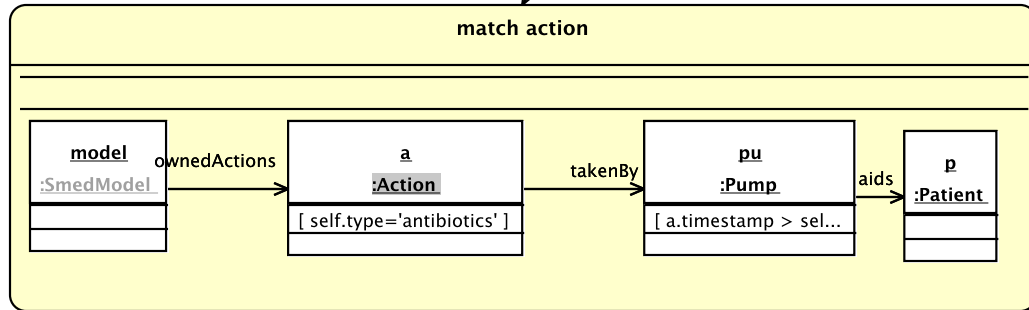 match action
model
:SmedModel
ownedActions
a
:Action
[ self.type='antibiotics' ]
takenBy
pu
:Pump
[ a.timestamp > sel...
aids
p
:Patient